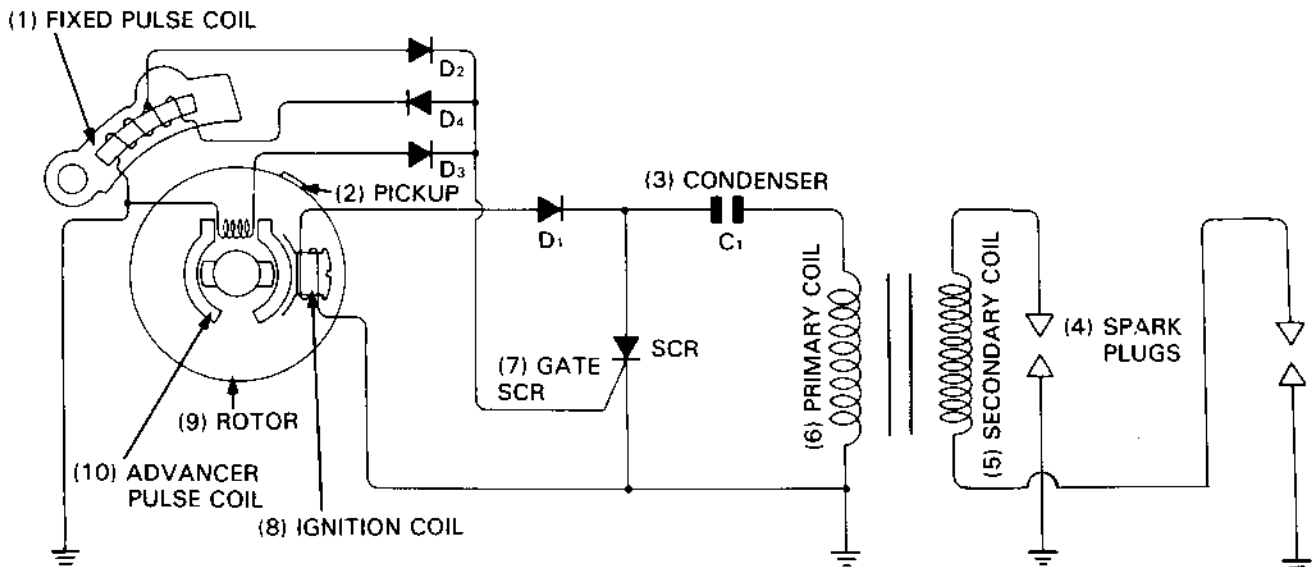 (1) FIXED PULSE COIL
D2
D4
D3
(2) PICKUP
(3) CONDENSER
D1
C1
(4) SPARK
PLUGS
(5) SECONDARY COIL
(6) PRIMARY COIL
SCR
(7) GATE
SCR
(9) ROTOR
(10) ADVANCER
PULSE COIL
(8) IGNITION COIL